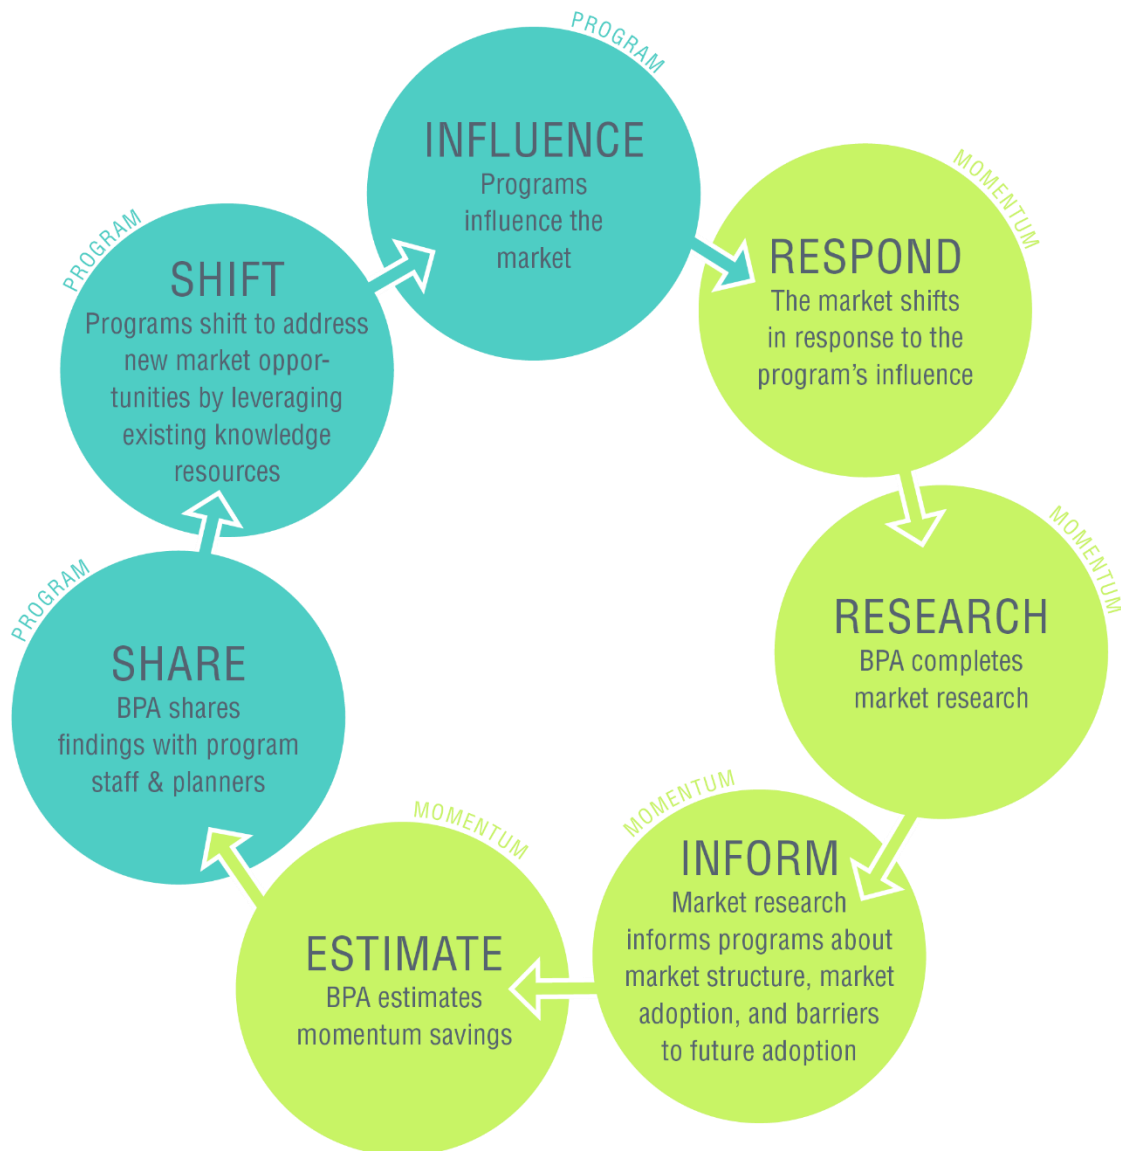 PROGRAM
INFLUENCE
Programs
influence the
market
MOMENTUM
RESPOND
The market shifts
in response to the
program's influence
MOMENTUM
RESEARCH
BPA completes
market research
MOMENTUM
INFORM
Market research
informs programs about
market structure, market
adoption, and barriers
to future adoption
MOMENTUM
ESTIMATE
BPA estimates
momentum savings
PROGRAM
SHARE
BPA shares
findings with program
staff & planners
PROGRAM
SHIFT
Programs shift to address
new market oppor-
tunities by leveraging
existing knowledge
resources